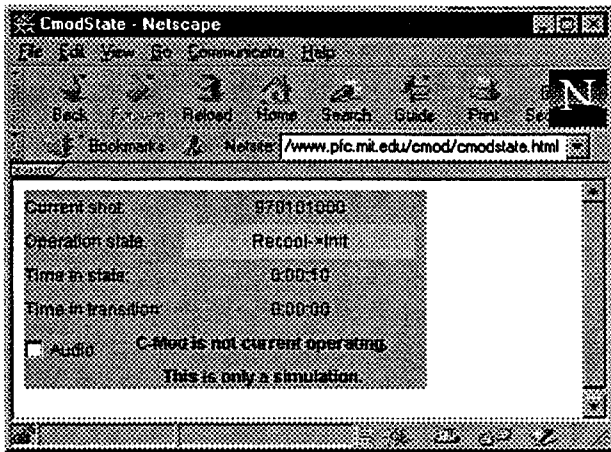 CmodState - Netscape
File Edit View Go Communicator Help
Back Forward Reload Home Search Guide Print
N
Bookmarks Netsite: /www.pfc.mit.edu/cmod/cmodstate.html
Current shot: 970101000
Operation state: Recool->Init
Time in state: 0:00:10
Time in transition: 0:00:00
Audio C-Mod is not current operating.
This is only a simulation.